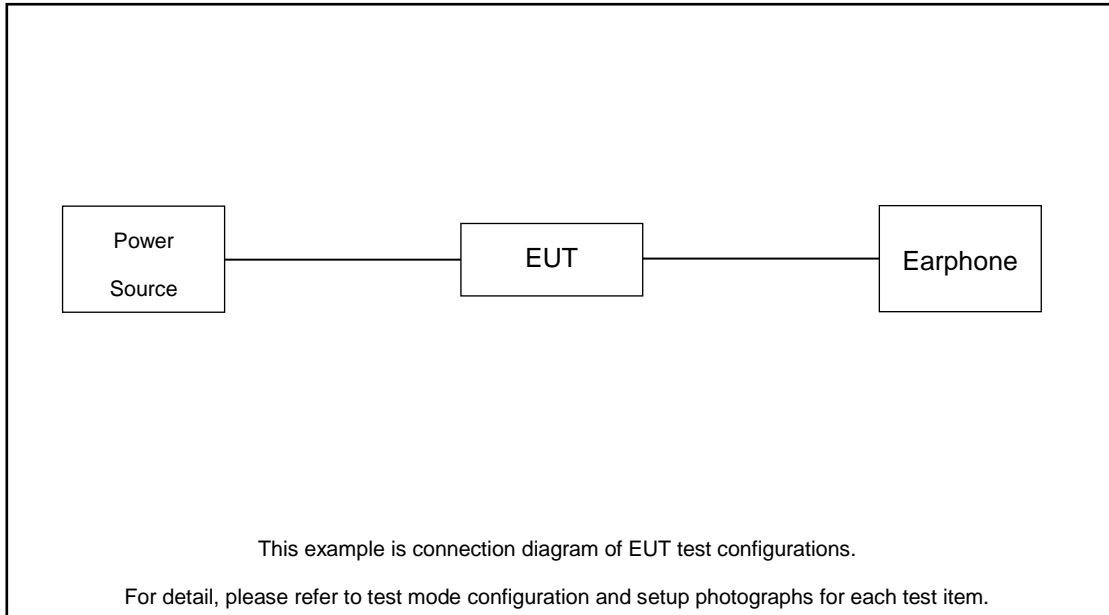 Power
Source
EUT
Earphone
This example is connection diagram of EUT test configurations.
For detail, please refer to test mode configuration and setup photographs for each test item.